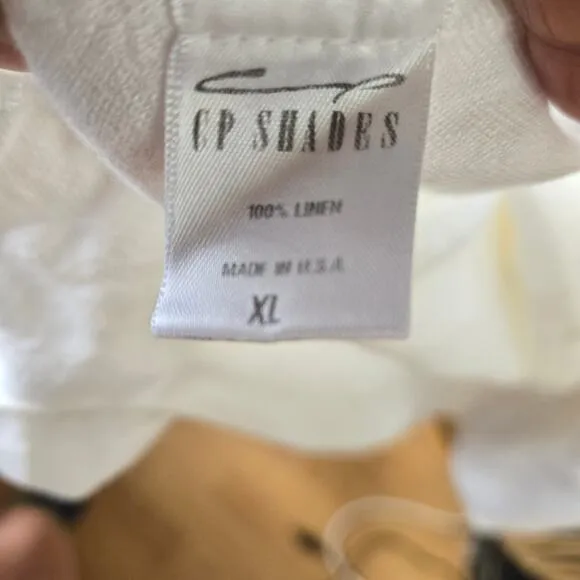 CP SHADES
100% LINEN
MADE IN U.S.A.
XL